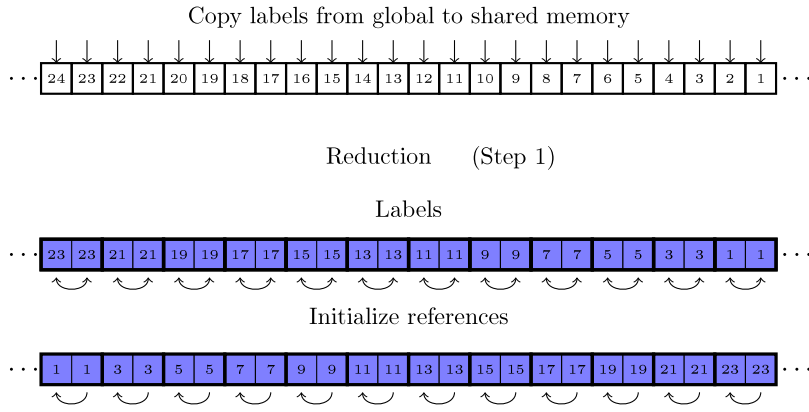 Copy labels from global to shared memory
··· 24 23 22 21 20 19 18 17 16 15 14 13 12 11 10 9 8 7 6 5 4 3 2 1 ···
Reduction (Step 1)
Labels
··· 23 23 21 21 19 19 17 17 15 15 13 13 11 11 9 9 7 7 5 5 3 3 1 1 ···
Initialize references
··· 1 1 3 3 5 5 7 7 9 9 11 11 13 13 15 15 17 17 19 19 21 21 23 23 ···